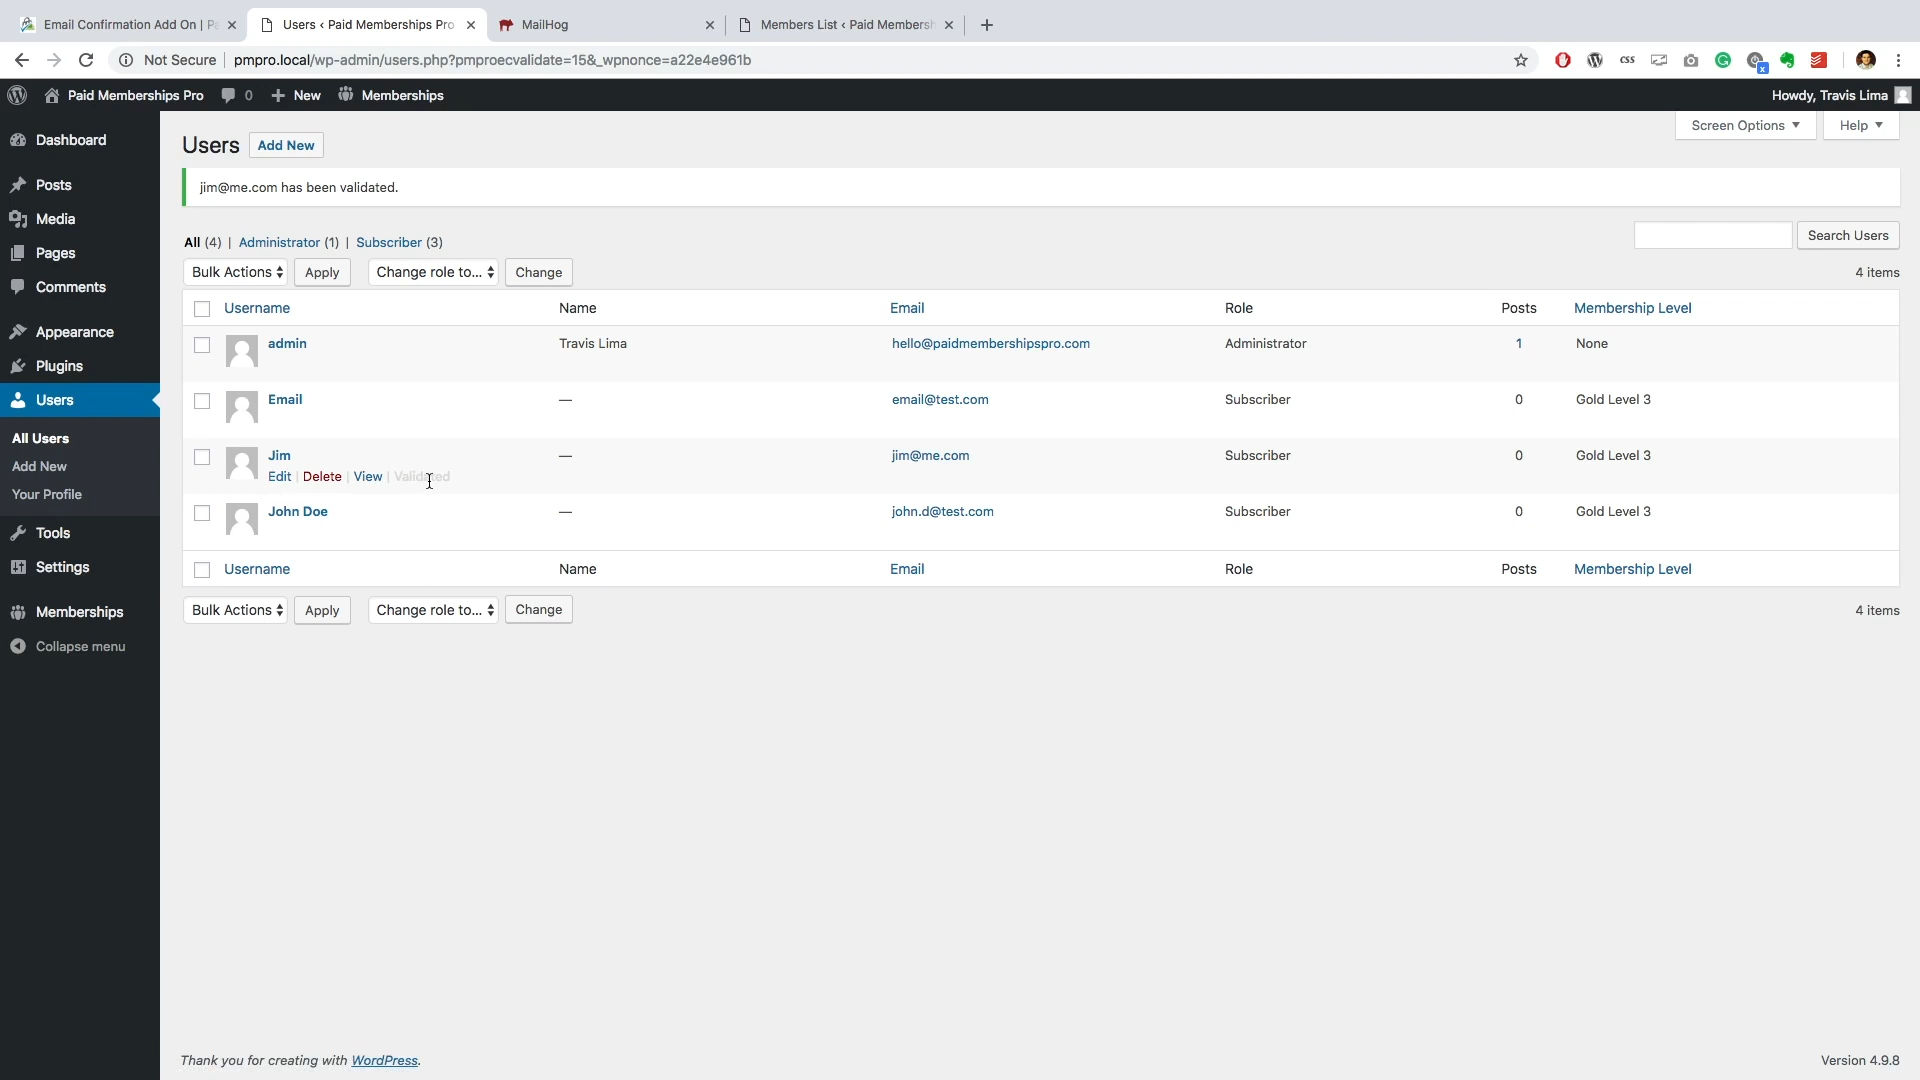 Email Confirmation Add On | Pa
Users ‹ Paid Memberships Pro
MailHog
Members List ‹ Paid Membersh
Not Secure
pmpro.local/wp-admin/users.php?pmproecvalidate=15&_wpnonce=a22e4e961b
css
x
Paid Memberships Pro
0
New
Memberships
Howdy, Travis Lima
Screen Options
Help
Dashboard
Posts
Media
Pages
Comments
Appearance
Plugins
Users
All Users
Add New
Your Profile
Tools
Settings
Memberships
Collapse menu
Users Add New
jim@me.com has been validated.
All (4) | Administrator (1) | Subscriber (3)
Search Users
Bulk Actions Apply Change role to... Change 4 items
Username Name Email Role Posts Membership Level
admin Travis Lima hello@paidmembershipspro.com Administrator 1 None
Email — email@test.com Subscriber 0 Gold Level 3
Jim — jim@me.com Subscriber 0 Gold Level 3
Edit | Delete | View | Validated
John Doe — john.d@test.com Subscriber 0 Gold Level 3
Username Name Email Role Posts Membership Level
Bulk Actions Apply Change role to... Change 4 items
Thank you for creating with WordPress.
Version 4.9.8